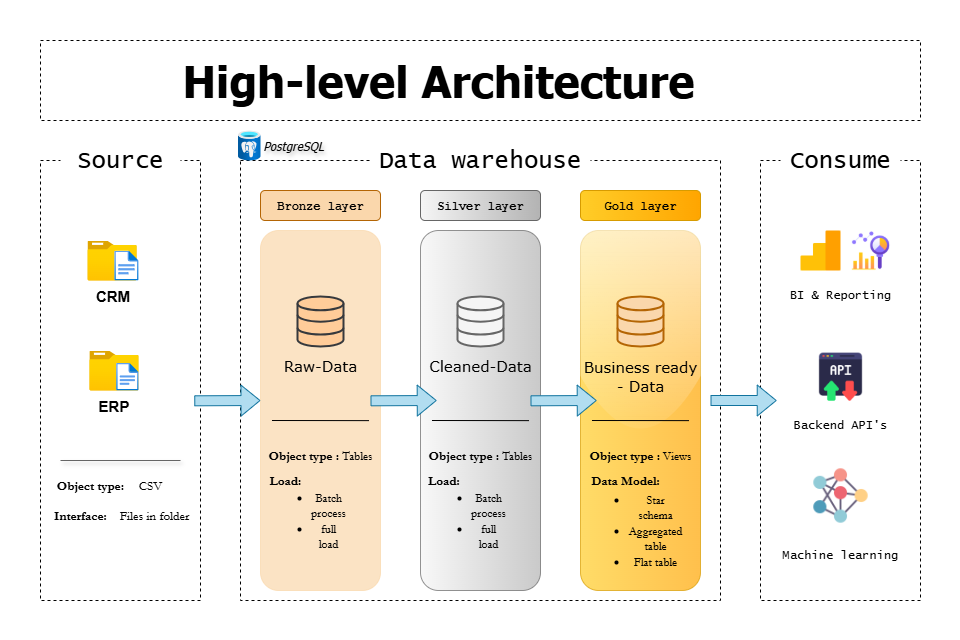 High-level Architecture
Source
PostgreSQL
Data warehouse
Consume
CRM
ERP
Object type: CSV
Interface: Files in folder
Bronze layer
Raw-Data
Object type : Tables
Load:
• Batch
process
• full
load
Silver layer
Cleaned-Data
Object type : Tables
Load:
• Batch
process
• full
load
Gold layer
Business ready
- Data
Object type : Views
Data Model:
• Star
schema
• Aggregated
table
• Flat table
BI & Reporting
API
Backend API's
Machine learning